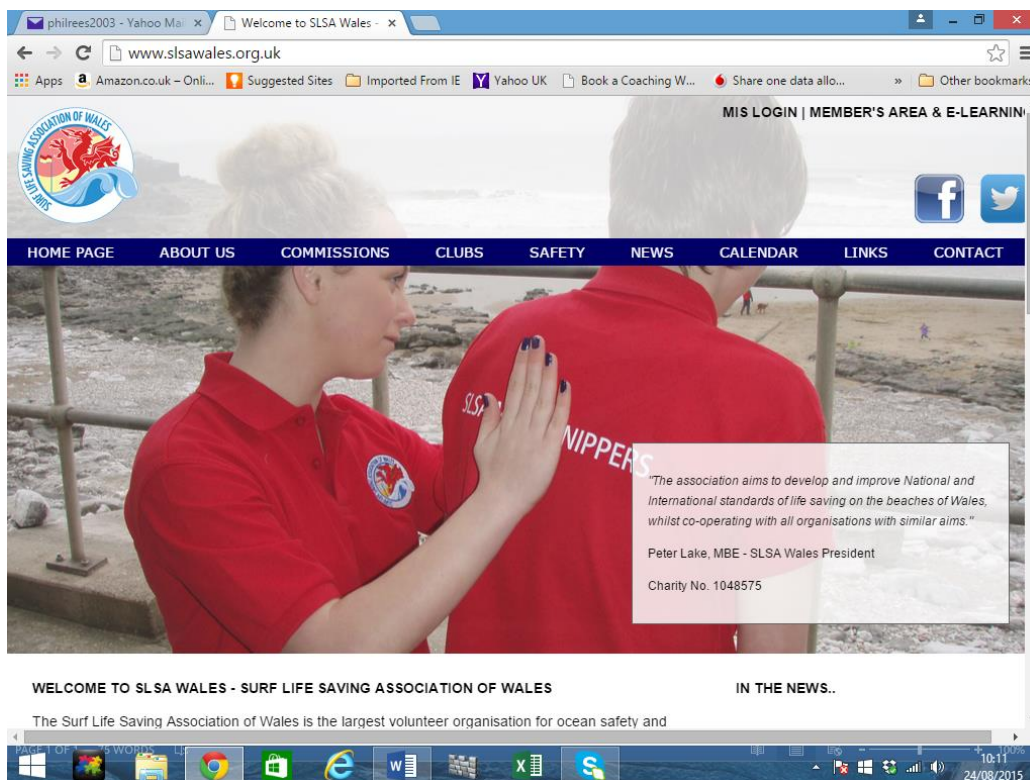 philrees2003 - Yahoo Mai
Welcome to SLSA Wales -
www.slsawales.org.uk
Apps
Amazon.co.uk – Onli...
Suggested Sites
Imported From IE
Yahoo UK
Book a Coaching W...
Share one data allo...
»
Other bookmarks
SURF LIFE SAVING ASSOCIATION OF WALES
MIS LOGIN | MEMBER'S AREA & E-LEARNIN
HOME PAGE
ABOUT US
COMMISSIONS
CLUBS
SAFETY
NEWS
CALENDAR
LINKS
CONTACT
NIPPERS
"The association aims to develop and improve National and
International standards of life saving on the beaches of Wales,
whilst co-operating with all organisations with similar aims."
Peter Lake, MBE - SLSA Wales President
Charity No. 1048575
WELCOME TO SLSA WALES - SURF LIFE SAVING ASSOCIATION OF WALES
IN THE NEWS..
The Surf Life Saving Association of Wales is the largest volunteer organisation for ocean safety and
100%
10:11